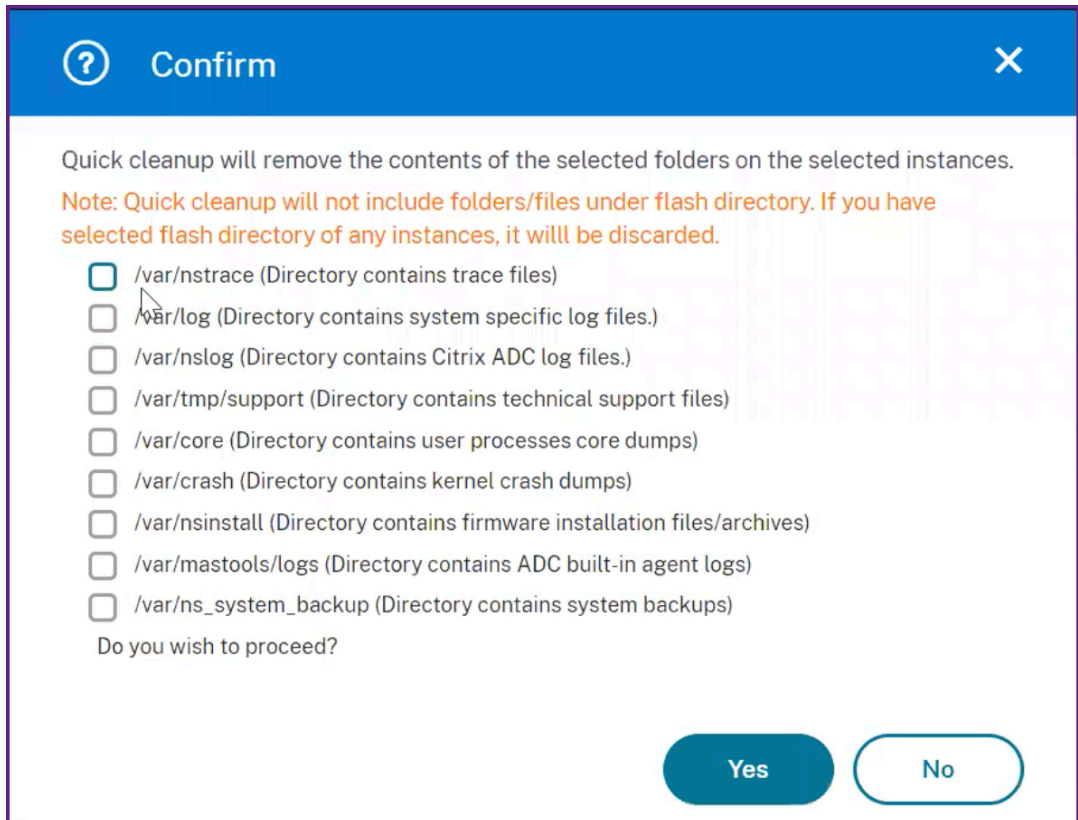 Confirm
Quick cleanup will remove the contents of the selected folders on the selected instances.
Note: Quick cleanup will not include folders/files under flash directory. If you have
selected flash directory of any instances, it willl be discarded.
/var/nstrace (Directory contains trace files)
/var/log (Directory contains system specific log files.)
/var/nslog (Directory contains Citrix ADC log files.)
/var/tmp/support (Directory contains technical support files)
/var/core (Directory contains user processes core dumps)
/var/crash (Directory contains kernel crash dumps)
/var/nsinstall (Directory contains firmware installation files/archives)
/var/mastools/logs (Directory contains ADC built-in agent logs)
/var/ns_system_backup (Directory contains system backups)
Do you wish to proceed?
Yes No